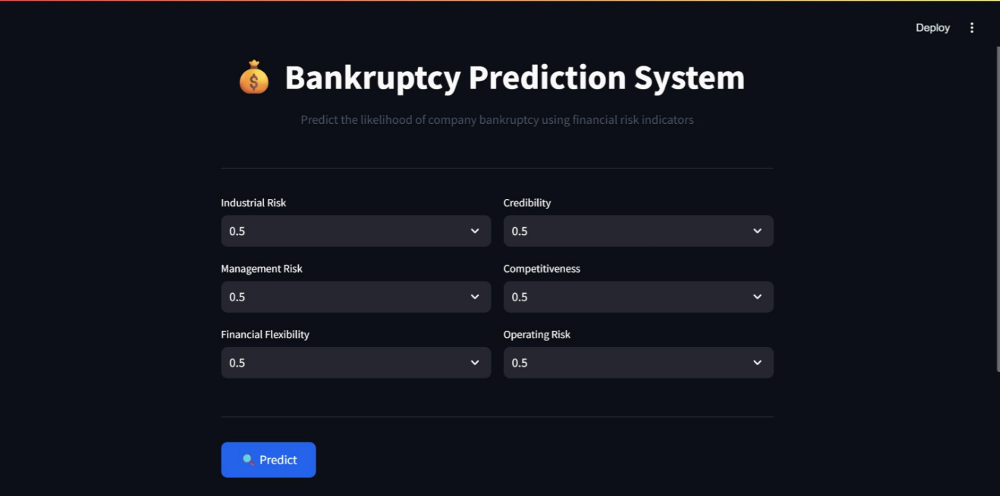 Deploy
Bankruptcy Prediction System
Predict the likelihood of company bankruptcy using financial risk indicators
Industrial Risk
0.5
Credibility
0.5
Management Risk
0.5
Competitiveness
0.5
Financial Flexibility
0.5
Operating Risk
0.5
Predict